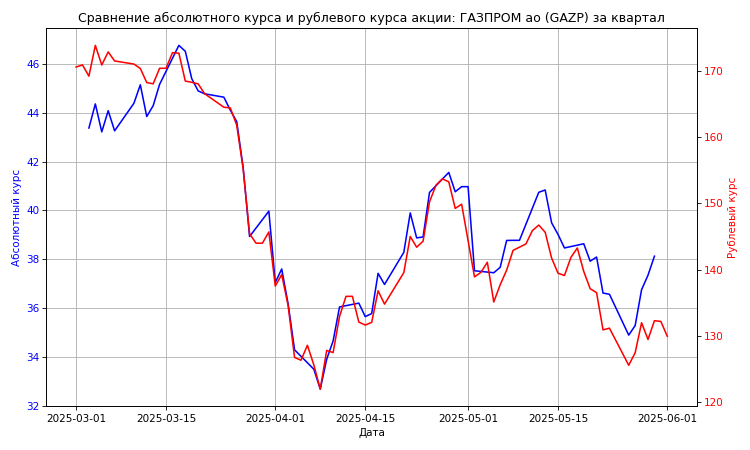 Сравнение абсолютного курса и рублевого курса акции: ГАЗПРОМ ао (GAZP) за квартал
46
44
42
40
38
36
34
32
Абсолютный курс
170
160
150
140
130
120
Рублевый курс
2025-03-01 2025-03-15 2025-04-01 2025-04-15 2025-05-01 2025-05-15 2025-06-01
Дата